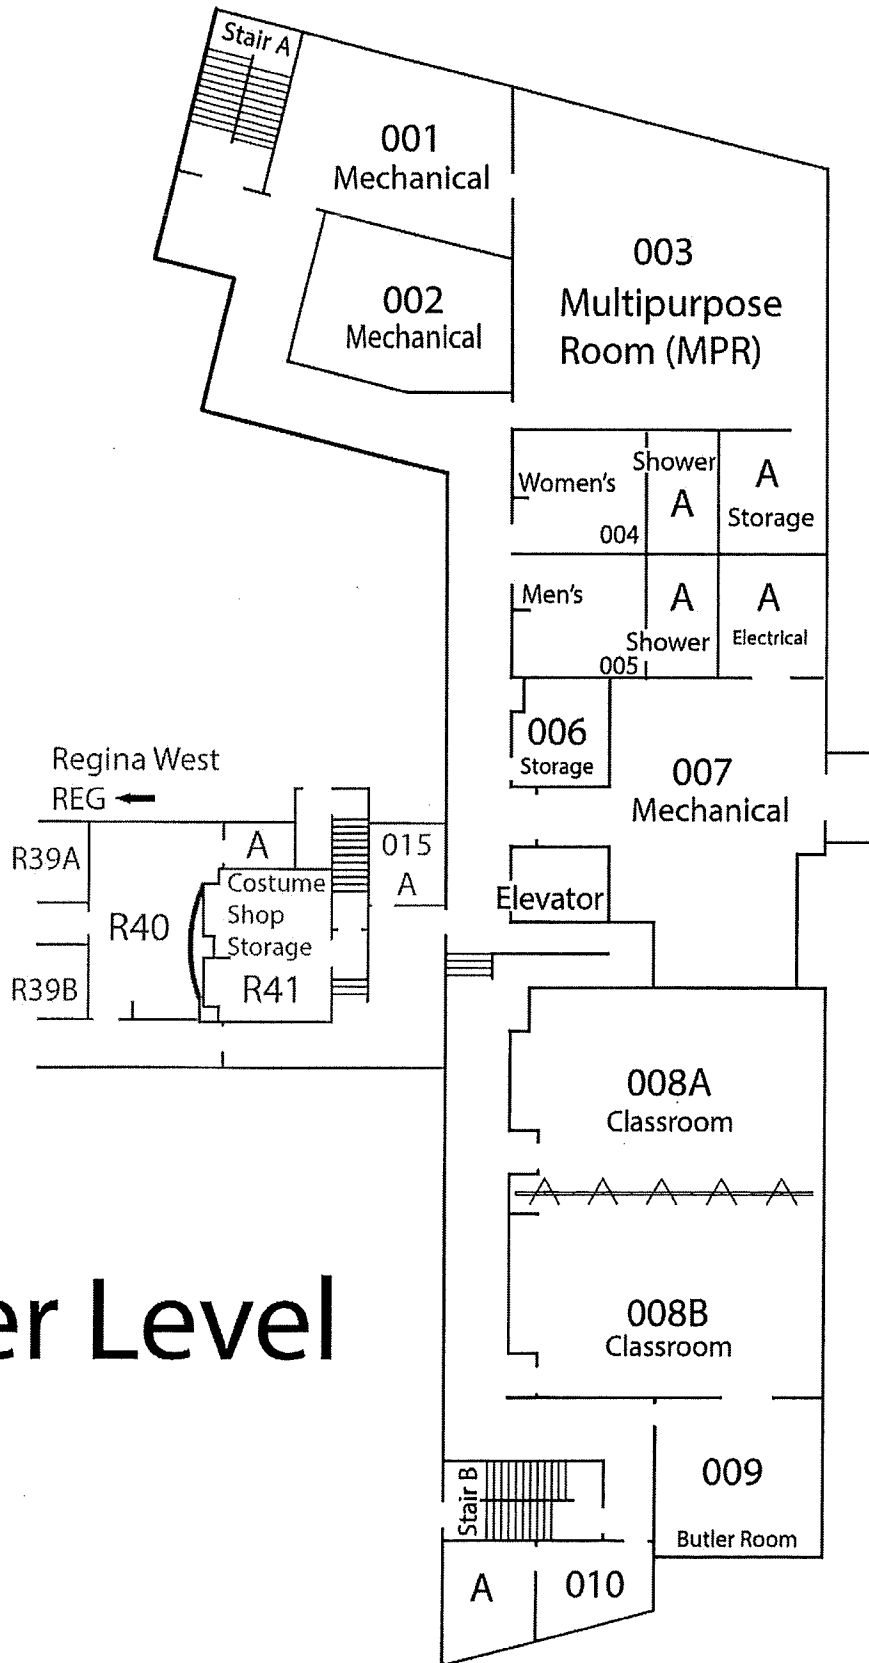 Stair A
001
Mechanical
003
Multipurpose
Room (MPR)
002
Mechanical
Women's
004
Shower
A
A
Storage
Men's
005
A
Shower
A
Electrical
006
Storage
007
Mechanical
Regina West
REG
R39A
A
015
A
Costume
Shop
Storage
R40
R41
R39B
Elevator
008A
Classroom
er Level
008B
Classroom
Stair B
009
Butler Room
A
010